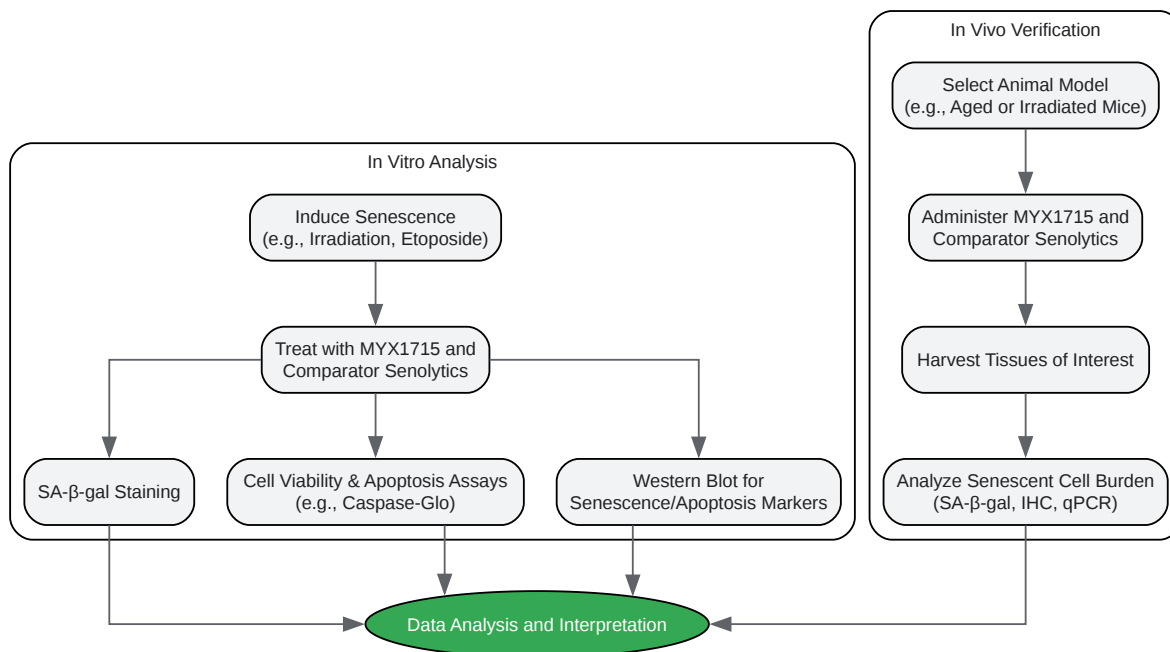 In Vitro Analysis
Induce Senescence
(e.g., Irradiation, Etoposide)
Treat with MYX1715 and
Comparator Senolytics
SA-β-gal Staining
Cell Viability & Apoptosis Assays
(e.g., Caspase-Glo)
Western Blot for
Senescence/Apoptosis Markers
In Vivo Verification
Select Animal Model
(e.g., Aged or Irradiated Mice)
Administer MYX1715 and
Comparator Senolytics
Harvest Tissues of Interest
Analyze Senescent Cell Burden
(SA-β-gal, IHC, qPCR)
Data Analysis and Interpretation